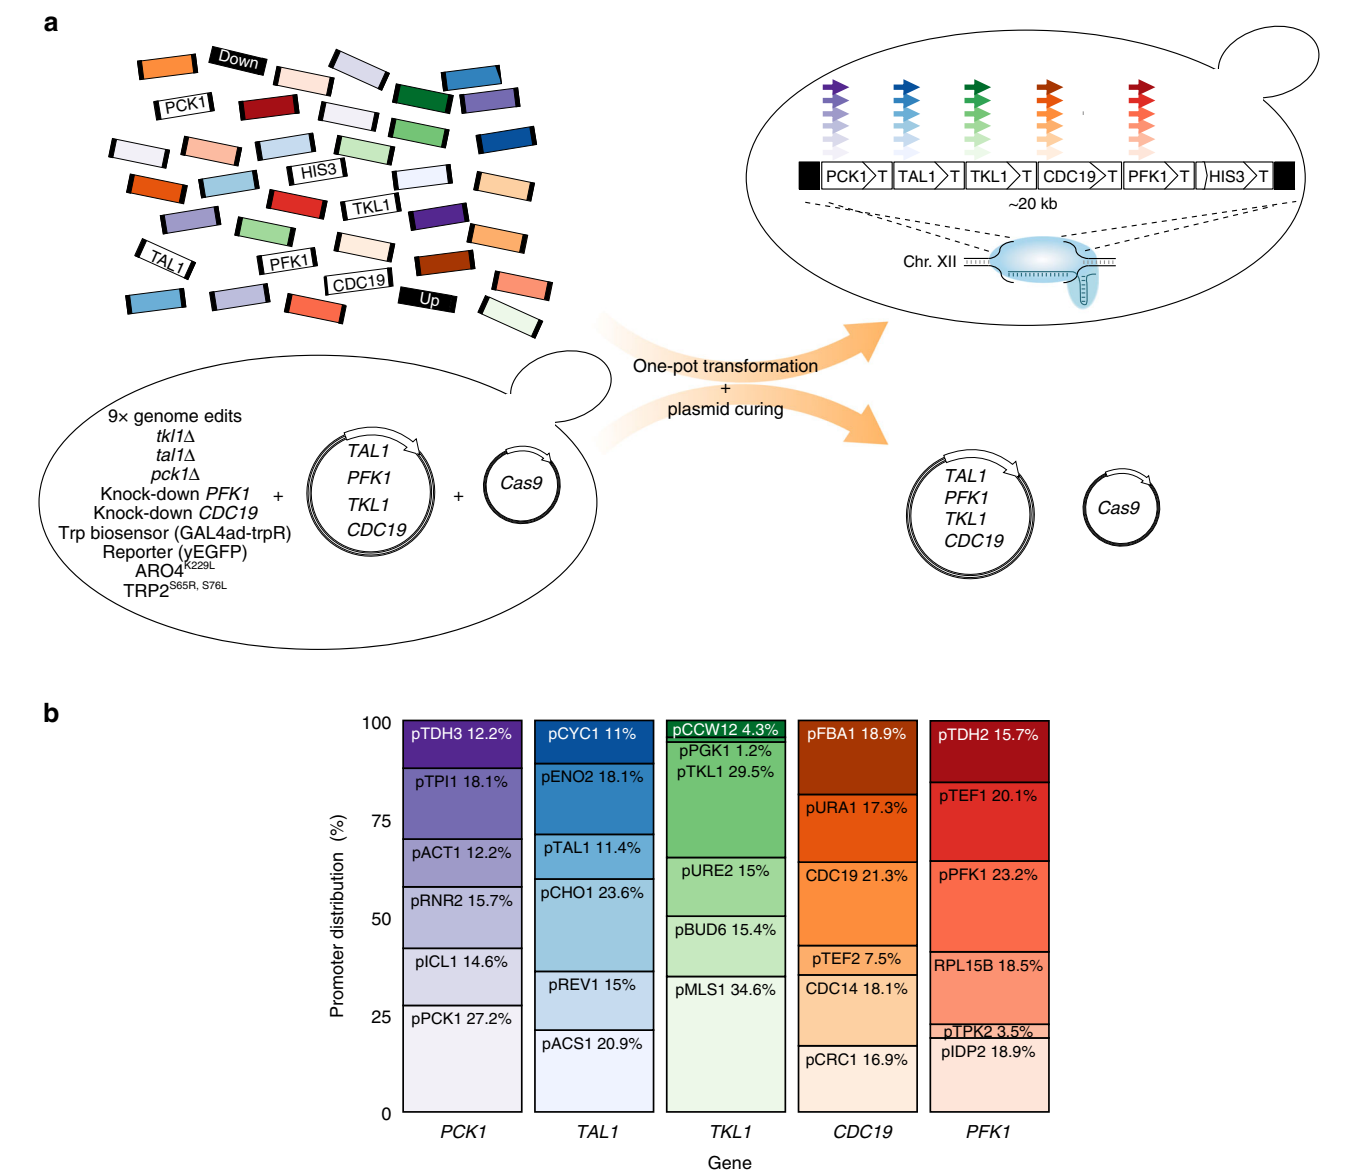 a
Down
PCK1
HIS3
TKL1
TAL1
PFK1
CDC19
Up
PCK1 T TAL1 T TKL1 T CDC19 T PFK1 T HIS3 T
~20 kb
Chr. XII
One-pot transformation
+
plasmid curing
9× genome edits
tkl1Δ
tal1Δ
pck1Δ
Knock-down PFK1
Knock-down CDC19
Trp biosensor (GAL4ad-trpR)
Reporter (yEGFP)
ARO4K229L
TRP2S65R, S76L
+
TAL1
PFK1
TKL1
CDC19
+
Cas9
TAL1
PFK1
TKL1
CDC19
Cas9
b
Promoter distribution (%)
100
75
50
25
0
pTDH3 12.2%
pTPI1 18.1%
pACT1 12.2%
pRNR2 15.7%
pICL1 14.6%
pPCK1 27.2%
pCYC1 11%
pENO2 18.1%
pTAL1 11.4%
pCHO1 23.6%
pREV1 15%
pACS1 20.9%
pCCW12 4.3%
pPGK1 1.2%
pTKL1 29.5%
pURE2 15%
pBUD6 15.4%
pMLS1 34.6%
pFBA1 18.9%
pURA1 17.3%
CDC19 21.3%
pTEF2 7.5%
CDC14 18.1%
pCRC1 16.9%
pTDH2 15.7%
pTEF1 20.1%
pPFK1 23.2%
RPL15B 18.5%
pTPK2 3.5%
pIDP2 18.9%
PCK1 TAL1 TKL1 CDC19 PFK1
Gene